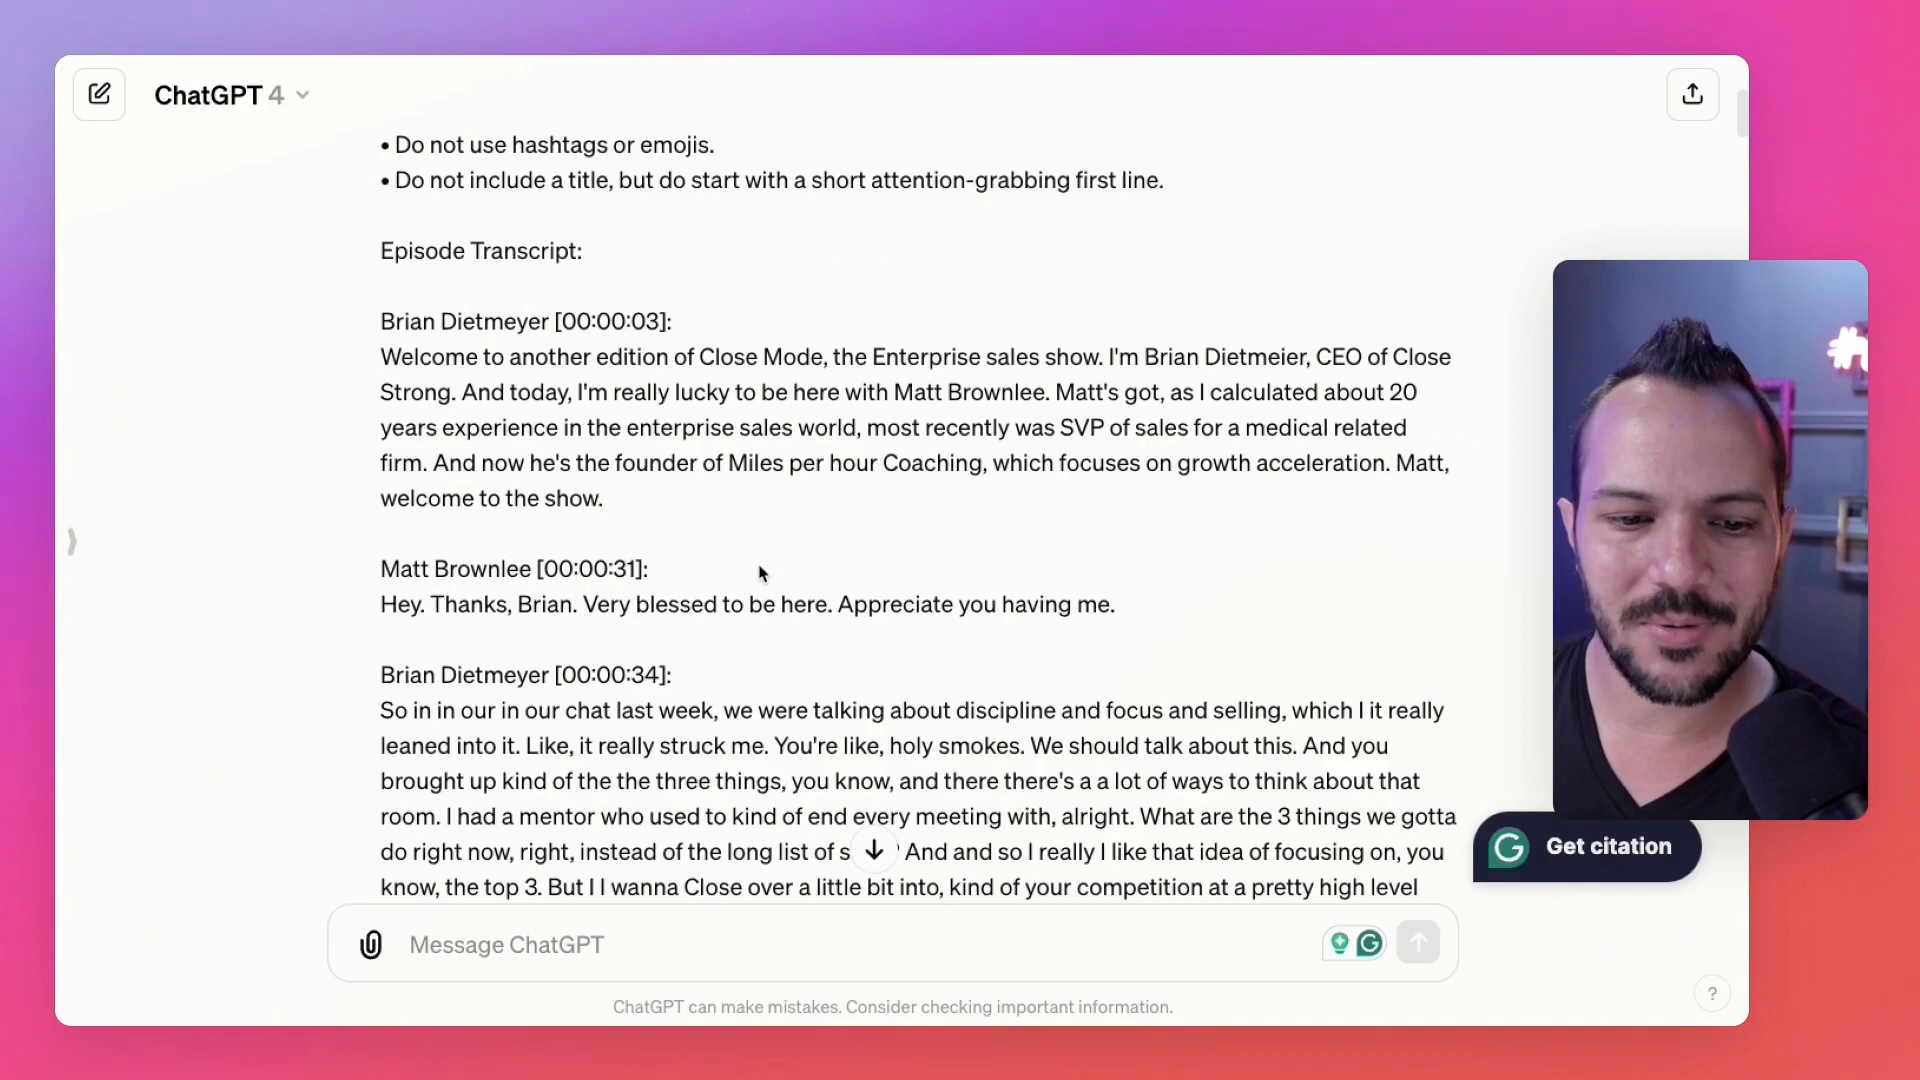 ChatGPT 4
• Do not use hashtags or emojis.
• Do not include a title, but do start with a short attention-grabbing first line.
Episode Transcript:
Brian Dietmeyer [00:00:03]:
Welcome to another edition of Close Mode, the Enterprise sales show. I'm Brian Dietmeier, CEO of Close
Strong. And today, I'm really lucky to be here with Matt Brownlee. Matt's got, as I calculated about 20
years experience in the enterprise sales world, most recently was SVP of sales for a medical related
firm. And now he's the founder of Miles per hour Coaching, which focuses on growth acceleration. Matt,
welcome to the show.
Matt Brownlee [00:00:31]:
Hey. Thanks, Brian. Very blessed to be here. Appreciate you having me.
Brian Dietmeyer [00:00:34]:
So in in our in our chat last week, we were talking about discipline and focus and selling, which I it really
leaned into it. Like, it really struck me. You're like, holy smokes. We should talk about this. And you
brought up kind of the the three things, you know, and there there's a a lot of ways to think about that
room. I had a mentor who used to kind of end every meeting with, alright. What are the 3 things we gotta
do right now, right, instead of the long list of And and so I really I like that idea of focusing on, you
know, the top 3. But I I wanna Close over a little bit into, kind of your competition at a pretty high level
Get citation
Message ChatGPT
ChatGPT can make mistakes. Consider checking important information.
?